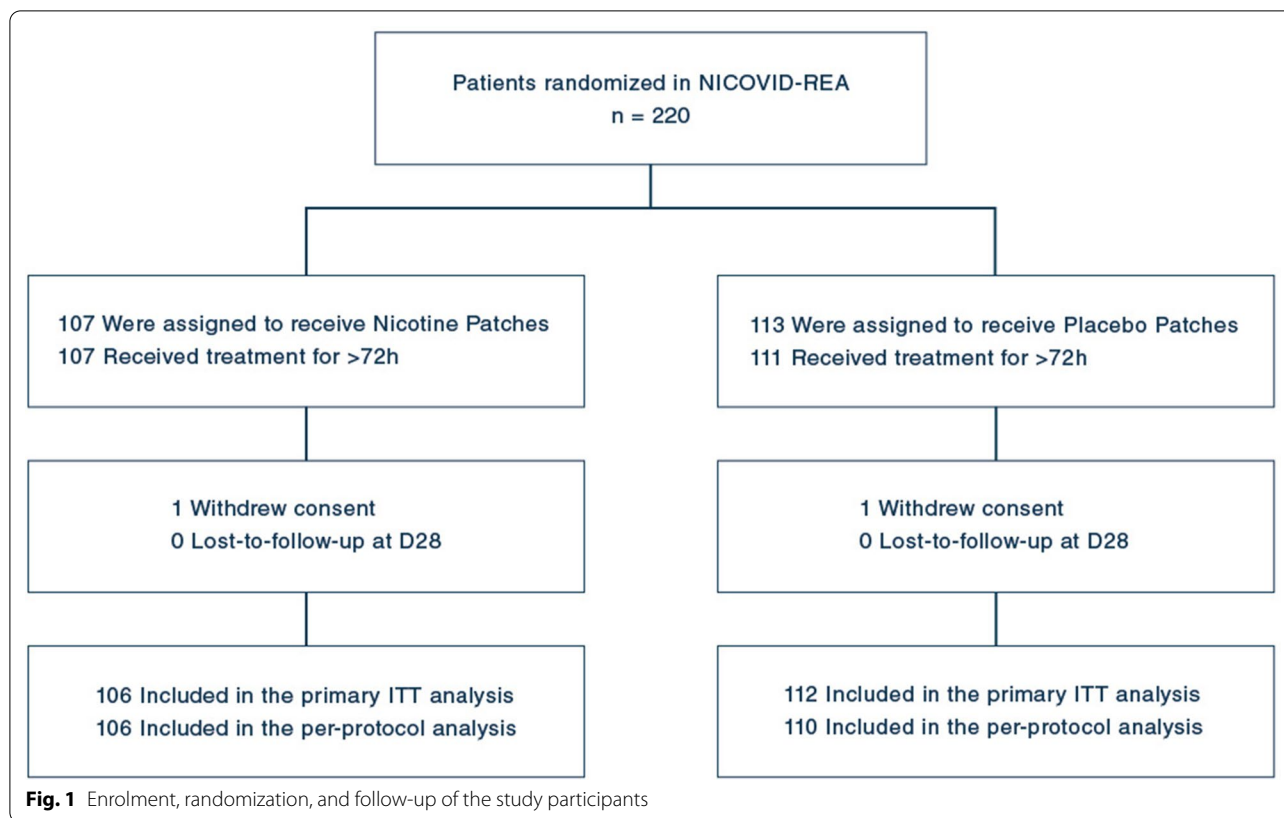 Patients randomized in NICOVID-REA
n = 220
107 Were assigned to receive Nicotine Patches
107 Received treatment for >72h
113 Were assigned to receive Placebo Patches
111 Received treatment for >72h
1 Withdrew consent
0 Lost-to-follow-up at D28
1 Withdrew consent
0 Lost-to-follow-up at D28
106 Included in the primary ITT analysis
106 Included in the per-protocol analysis
112 Included in the primary ITT analysis
110 Included in the per-protocol analysis
Fig. 1 Enrolment, randomization, and follow-up of the study participants